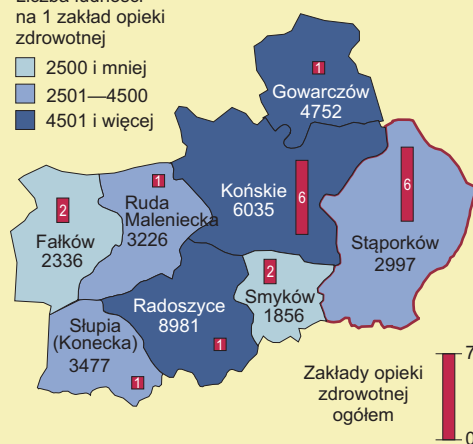 Liczba ludności
na 1 zakład opieki
zdrowotnej
2500 i mniej
2501—4500
4501 i więcej
1
Gowarczów
4752
Końskie
6035
6
6
Stąporków
2997
1
Ruda
Maleniecka
3226
2
Fałków
2336
2
Smyków
1856
Radoszyce
8981
1
Słupia
(Konecka)
3477
1
Zakłady opieki
zdrowotnej
ogółem
7
0